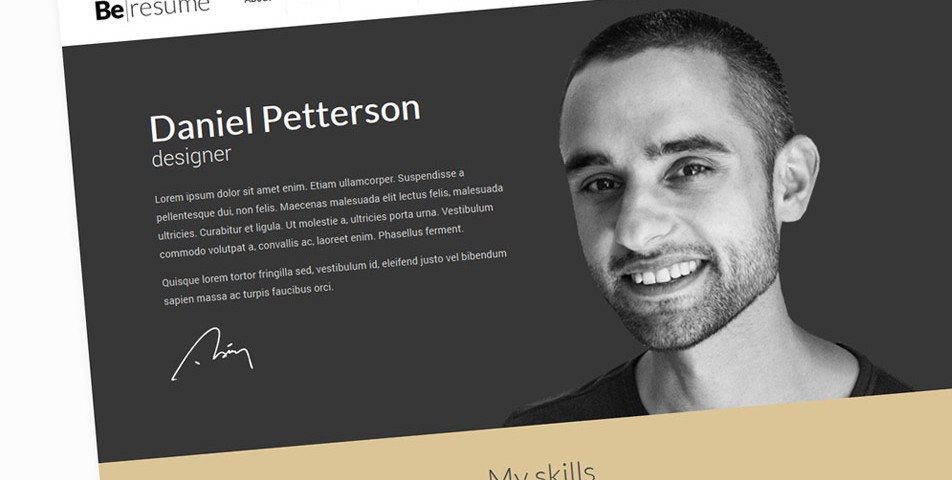 Be|resume
Daniel Petterson
designer
Lorem ipsum dolor sit amet enim. Etiam ullamcorper. Suspendisse a
pellentesque dui, non felis. Maecenas malesuada elit lectus felis, malesuada
ultricies. Curabitur et ligula. Ut molestie a, ultricies porta urna. Vestibulum
commodo volutpat a, convallis ac, laoreet enim. Phasellus ferment.
Quisque lorem tortor fringilla sed, vestibulum id, eleifend justo vel bibendum
sapien massa ac turpis faucibus orci.
My skills